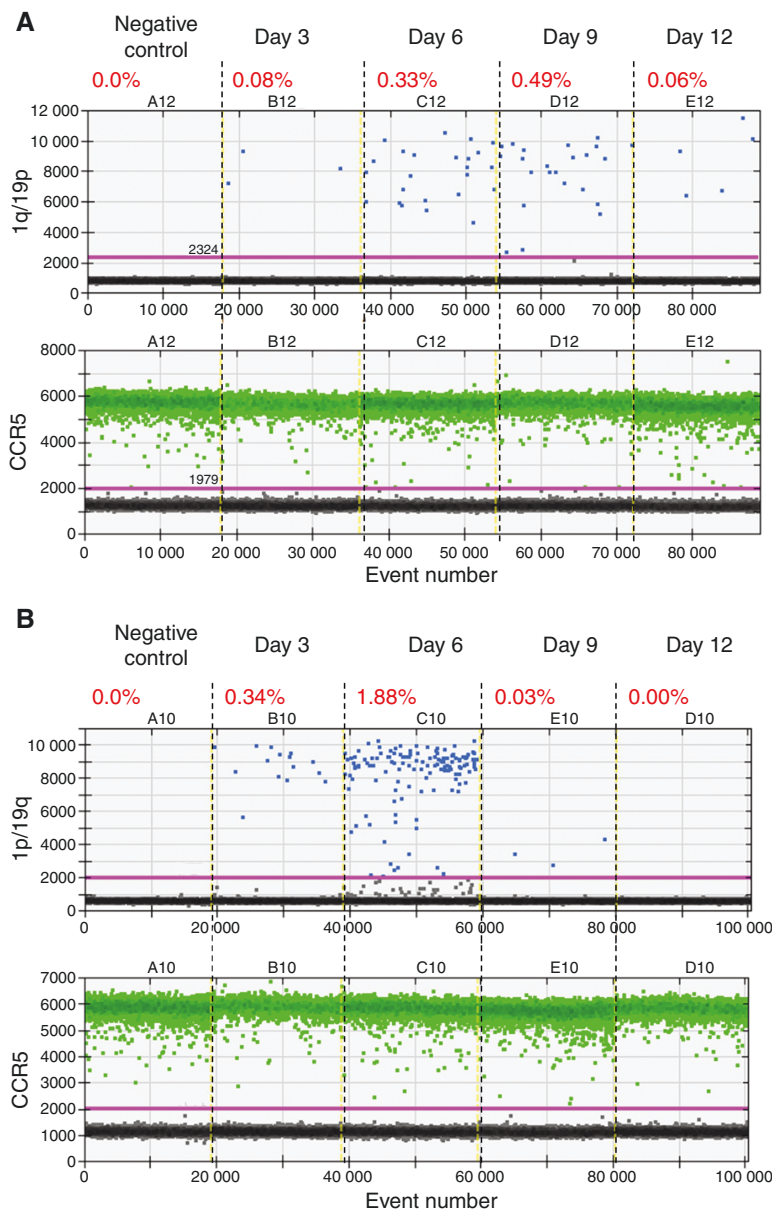 A
Negative control Day 3 Day 6 Day 9 Day 12
0.0% 0.08% 0.33% 0.49% 0.06%
A12 B12 C12 D12 E12
1q/19p
12 000
10 000
8000
6000
4000
2000
0
2324
0 10 000 20 000 30 000 40 000 50 000 60 000 70 000 80 000
A12 B12 C12 D12 E12
CCR5
8000
6000
4000
2000
0
1979
0 10 000 20 000 30 000 40 000 50 000 60 000 70 000 80 000
Event number
B
Negative control Day 3 Day 6 Day 9 Day 12
0.0% 0.34% 1.88% 0.03% 0.00%
A10 B10 C10 E10 D10
1p/19q
10 000
8000
6000
4000
2000
0
0 20 000 40 000 60 000 80 000 100 000
A10 B10 C10 E10 D10
CCR5
7000
6000
5000
4000
3000
2000
1000
0
0 20 000 40 000 60 000 80 000 100 000
Event number